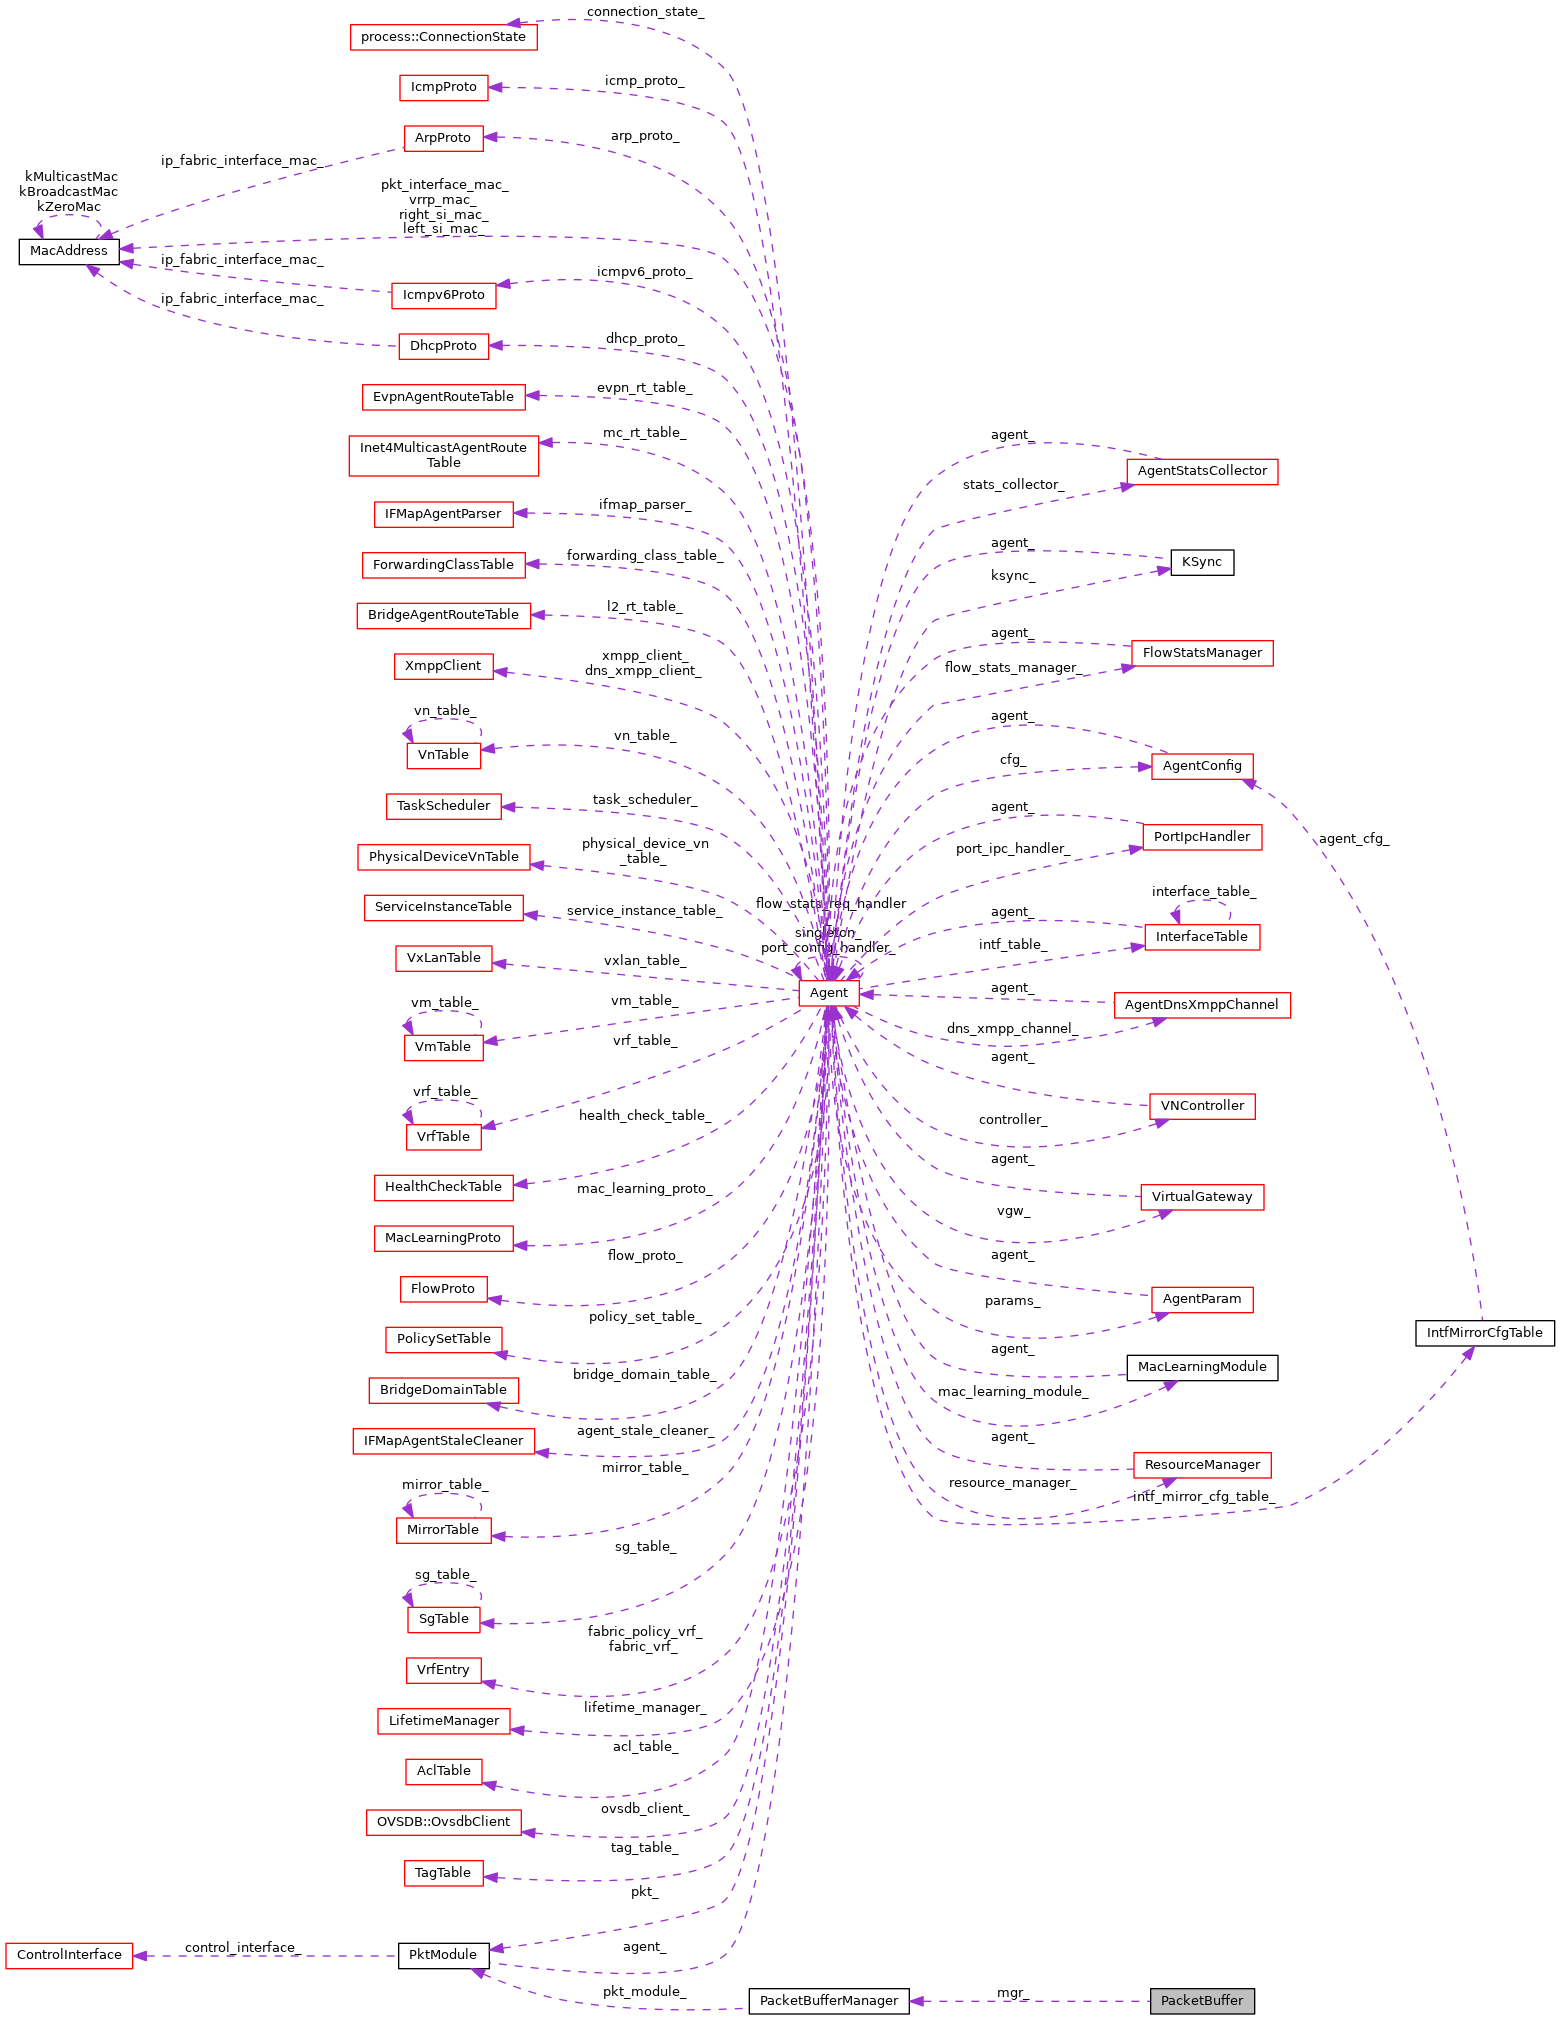 connection_state_
process::ConnectionState
icmp_proto_
IcmpProto
arp_proto_
ArpProto
ip_fabric_interface_mac_
kMulticastMac
kBroadcastMac
kZeroMac
pkt_interface_mac_
vrrp_mac_
right_si_mac_
left_si_mac_
MacAddress
ip_fabric_interface_mac_
icmpv6_proto_
Icmpv6Proto
ip_fabric_interface_mac_
dhcp_proto_
DhcpProto
evpn_rt_table_
EvpnAgentRouteTable
mc_rt_table_
Inet4MulticastAgentRoute
Table
ifmap_parser_
IFMapAgentParser
forwarding_class_table_
ForwardingClassTable
l2_rt_table_
BridgeAgentRouteTable
xmpp_client_
dns_xmpp_client_
XmppClient
vn_table_
vn_table_
VnTable
task_scheduler_
TaskScheduler
physical_device_vn
_table_
PhysicalDeviceVnTable
service_instance_table_
ServiceInstanceTable
vxlan_table_
VxLanTable
vm_table_
vm_table_
VmTable
vrf_table_
vrf_table_
VrfTable
health_check_table_
HealthCheckTable
mac_learning_proto_
MacLearningProto
flow_proto_
FlowProto
policy_set_table_
PolicySetTable
bridge_domain_table_
BridgeDomainTable
agent_stale_cleaner_
IFMapAgentStaleCleaner
mirror_table_
mirror_table_
MirrorTable
sg_table_
sg_table_
SgTable
fabric_policy_vrf_
fabric_vrf_
VrfEntry
lifetime_manager_
LifetimeManager
acl_table_
AclTable
ovsdb_client_
OVSDB::OvsdbClient
tag_table_
TagTable
pkt_
control_interface_
ControlInterface
PktModule
agent_
pkt_module_
PacketBufferManager
mgr_
PacketBuffer
flow_stats_req_handler
_
singleton_
port_config_handler_
Agent
agent_
AgentStatsCollector
stats_collector_
agent_
KSync
ksync_
agent_
FlowStatsManager
flow_stats_manager_
agent_
cfg_
AgentConfig
agent_
PortIpcHandler
port_ipc_handler_
agent_cfg_
interface_table_
agent_
InterfaceTable
intf_table_
agent_
AgentDnsXmppChannel
dns_xmpp_channel_
agent_
VNController
controller_
agent_
VirtualGateway
vgw_
agent_
AgentParam
params_
IntfMirrorCfgTable
agent_
MacLearningModule
mac_learning_module_
agent_
ResourceManager
resource_manager_
intf_mirror_cfg_table_